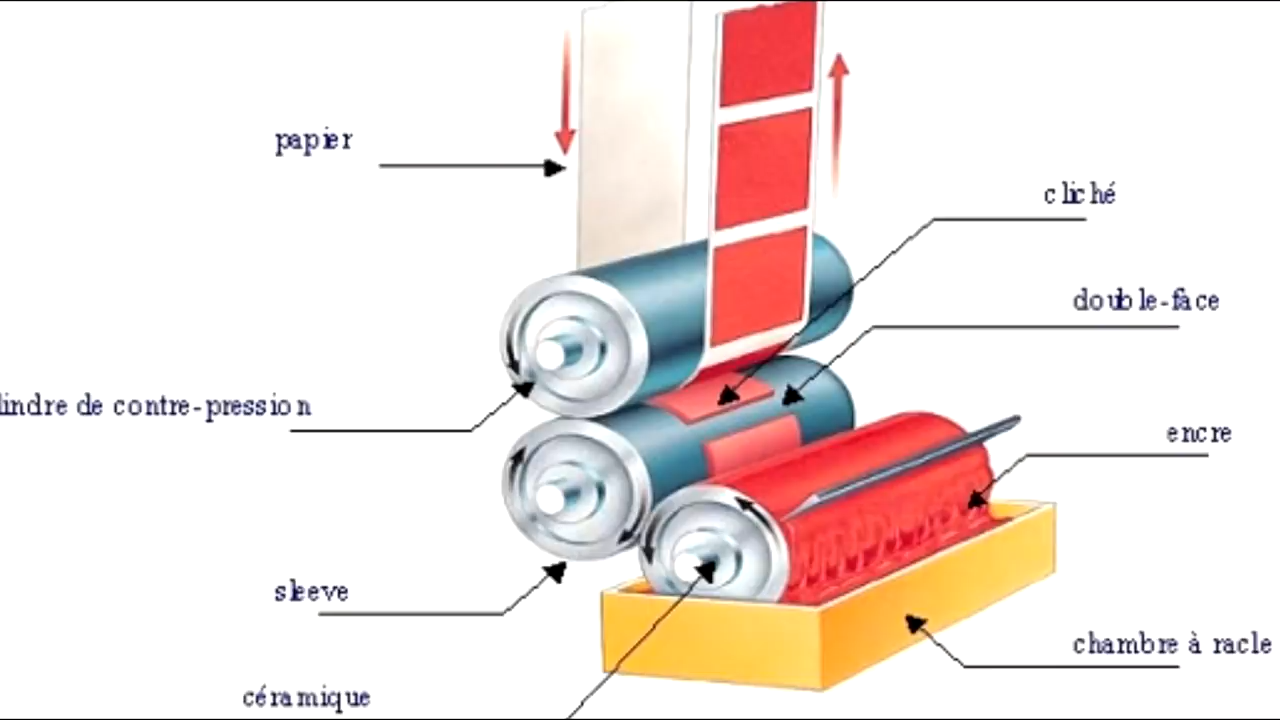 papier
cliché
double-face
lindre de contre-pression
encre
sleeve
chambre à racle
céramique